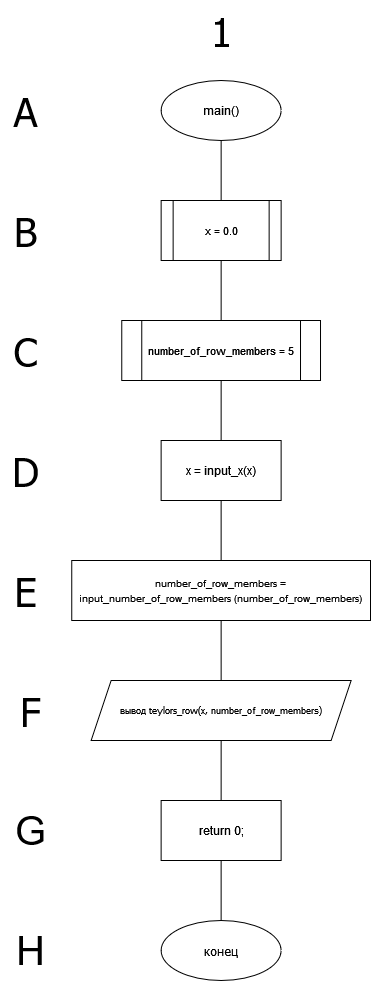 1
A
main()
B
x = 0.0
C
number_of_row_members = 5
D
x = input_x(x)
E
number_of_row_members =
input_number_of_row_members (number_of_row_members)
F
вывод teylors_row(x, number_of_row_members)
G
return 0;
H
конец